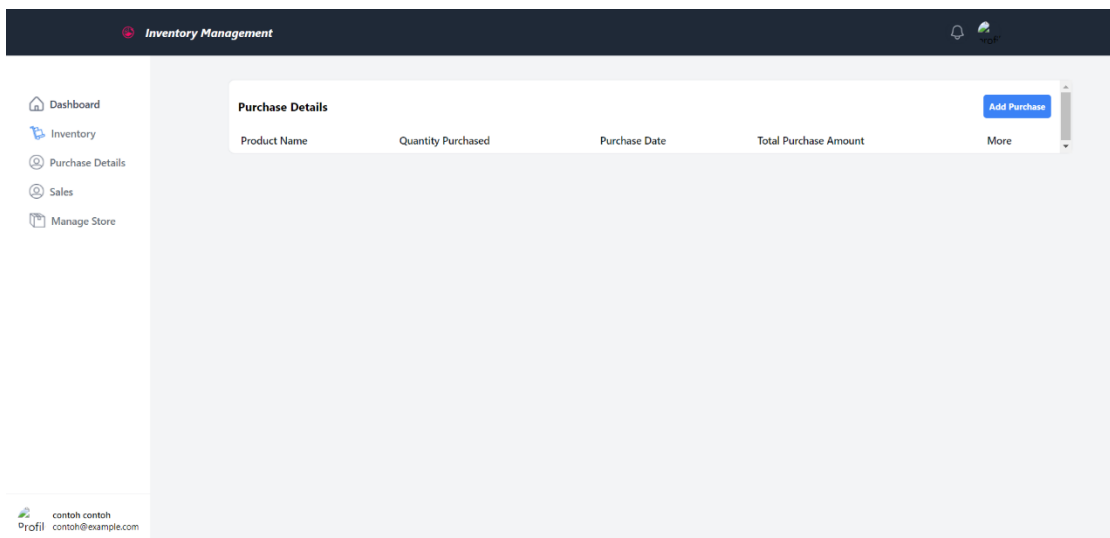 Inventory Management
Dashboard
Inventory
Purchase Details
Sales
Manage Store
Purchase Details
Add Purchase
Product Name Quantity Purchased Purchase Date Total Purchase Amount More
Profil
contoh contoh
contoh@example.com